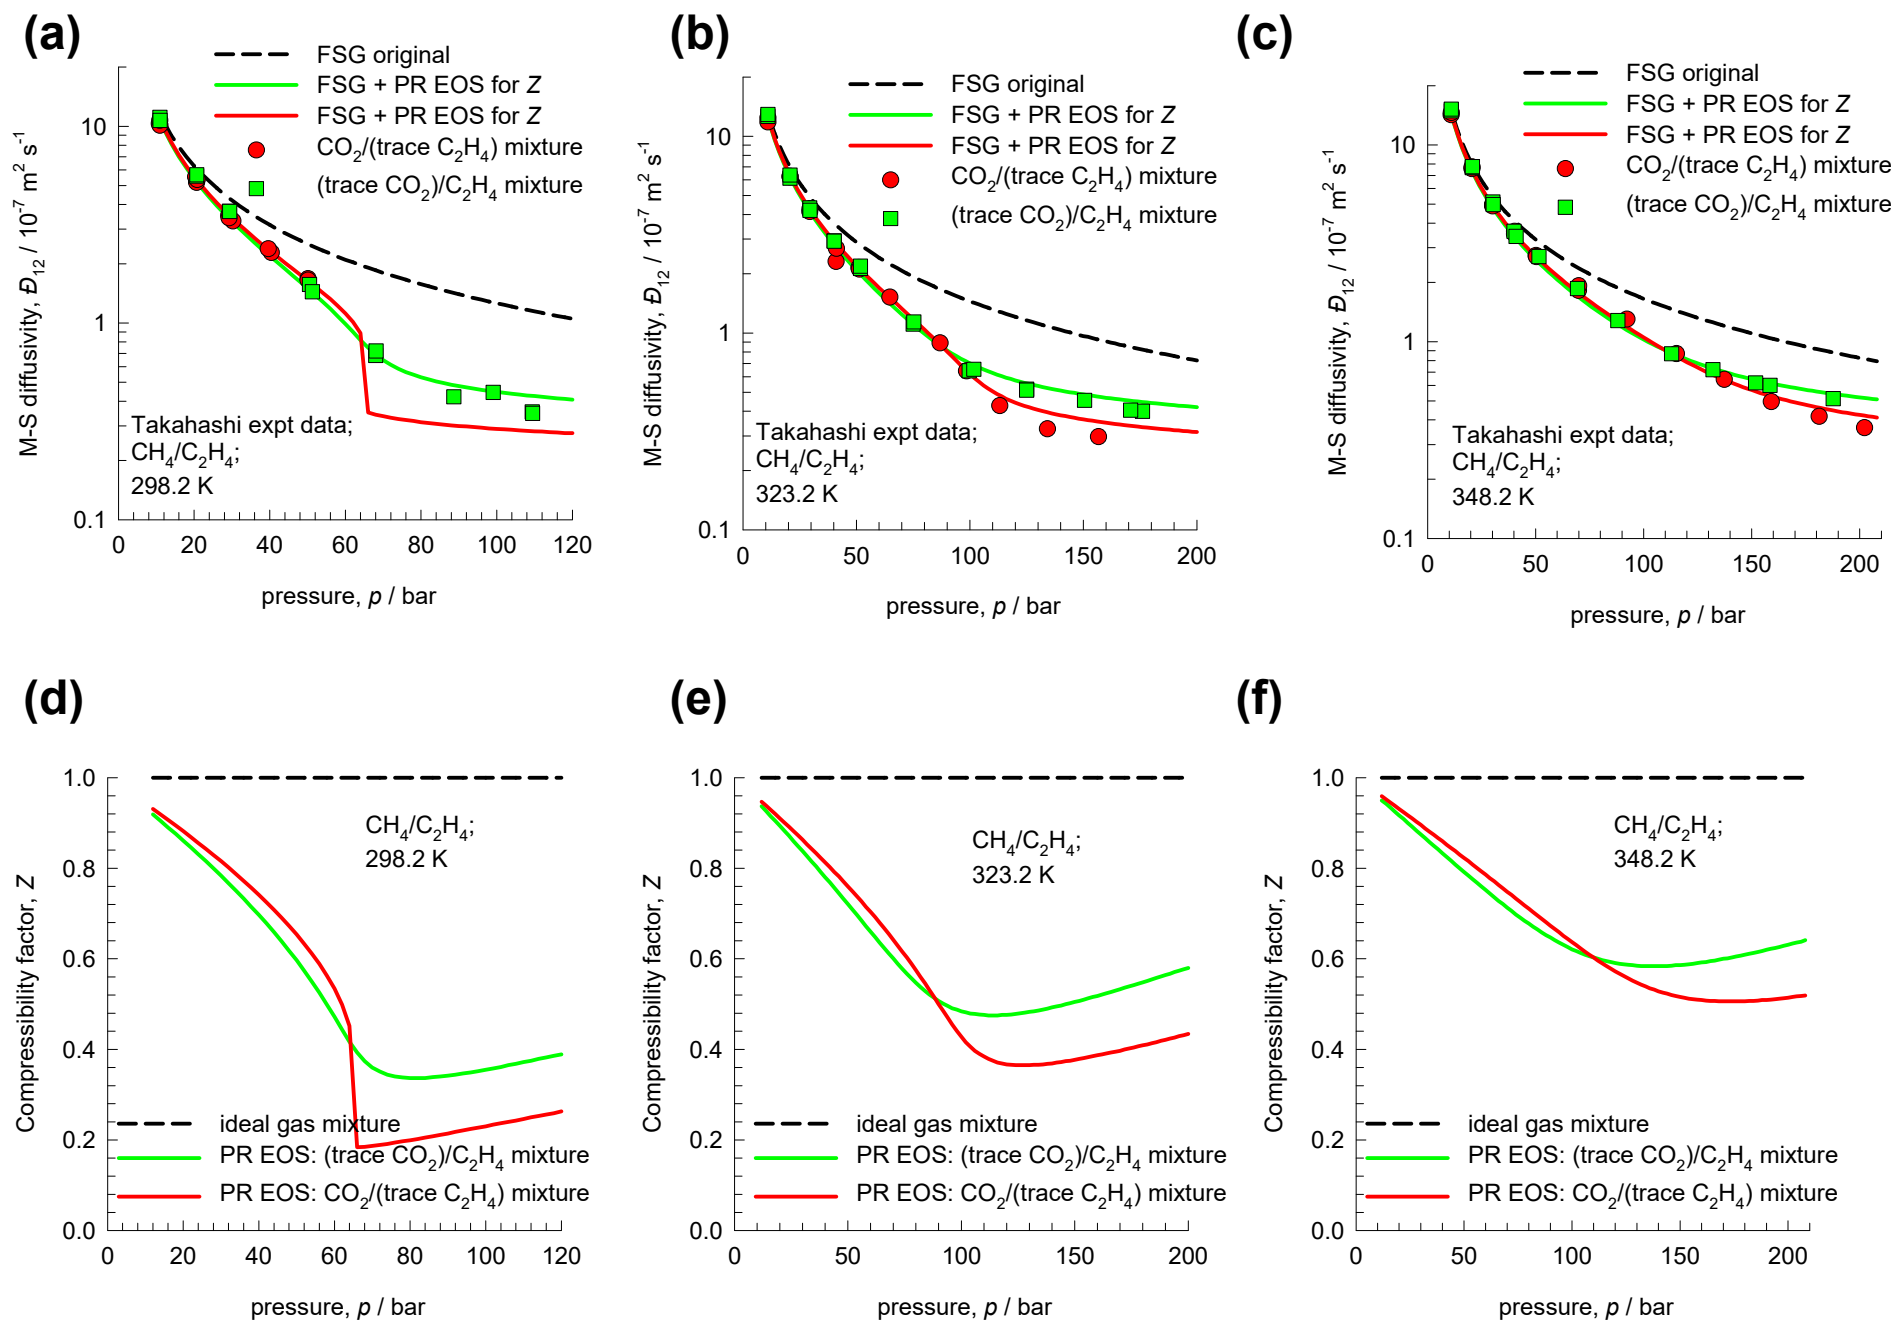 (a)
FSG original
FSG + PR EOS for Z
FSG + PR EOS for Z
CO₂/(trace C₂H₄) mixture
(trace CO₂)/C₂H₄ mixture
M-S diffusivity, Đ₁₂ / 10⁻⁷ m² s⁻¹
10
1
0.1
Takahashi expt data;
CH₄/C₂H₄;
298.2 K
0 20 40 60 80 100 120
pressure, p / bar
(b)
FSG original
FSG + PR EOS for Z
FSG + PR EOS for Z
CO₂/(trace C₂H₄) mixture
(trace CO₂)/C₂H₄ mixture
M-S diffusivity, Đ₁₂ / 10⁻⁷ m² s⁻¹
10
1
0.1
Takahashi expt data;
CH₄/C₂H₄;
323.2 K
0 50 100 150 200
pressure, p / bar
(c)
FSG original
FSG + PR EOS for Z
FSG + PR EOS for Z
CO₂/(trace C₂H₄) mixture
(trace CO₂)/C₂H₄ mixture
M-S diffusivity, Đ₁₂ / 10⁻⁷ m² s⁻¹
10
1
0.1
Takahashi expt data;
CH₄/C₂H₄;
348.2 K
0 50 100 150 200
pressure, p / bar
(d)
Compressibility factor, Z
1.0
0.8
0.6
0.4
0.2
0.0
CH₄/C₂H₄;
298.2 K
ideal gas mixture
PR EOS: (trace CO₂)/C₂H₄ mixture
PR EOS: CO₂/(trace C₂H₄) mixture
0 20 40 60 80 100 120
pressure, p / bar
(e)
Compressibility factor, Z
1.0
0.8
0.6
0.4
0.2
0.0
CH₄/C₂H₄;
323.2 K
ideal gas mixture
PR EOS: (trace CO₂)/C₂H₄ mixture
PR EOS: CO₂/(trace C₂H₄) mixture
0 50 100 150 200
pressure, p / bar
(f)
Compressibility factor, Z
1.0
0.8
0.6
0.4
0.2
0.0
CH₄/C₂H₄;
348.2 K
ideal gas mixture
PR EOS: (trace CO₂)/C₂H₄ mixture
PR EOS: CO₂/(trace C₂H₄) mixture
0 50 100 150 200
pressure, p / bar